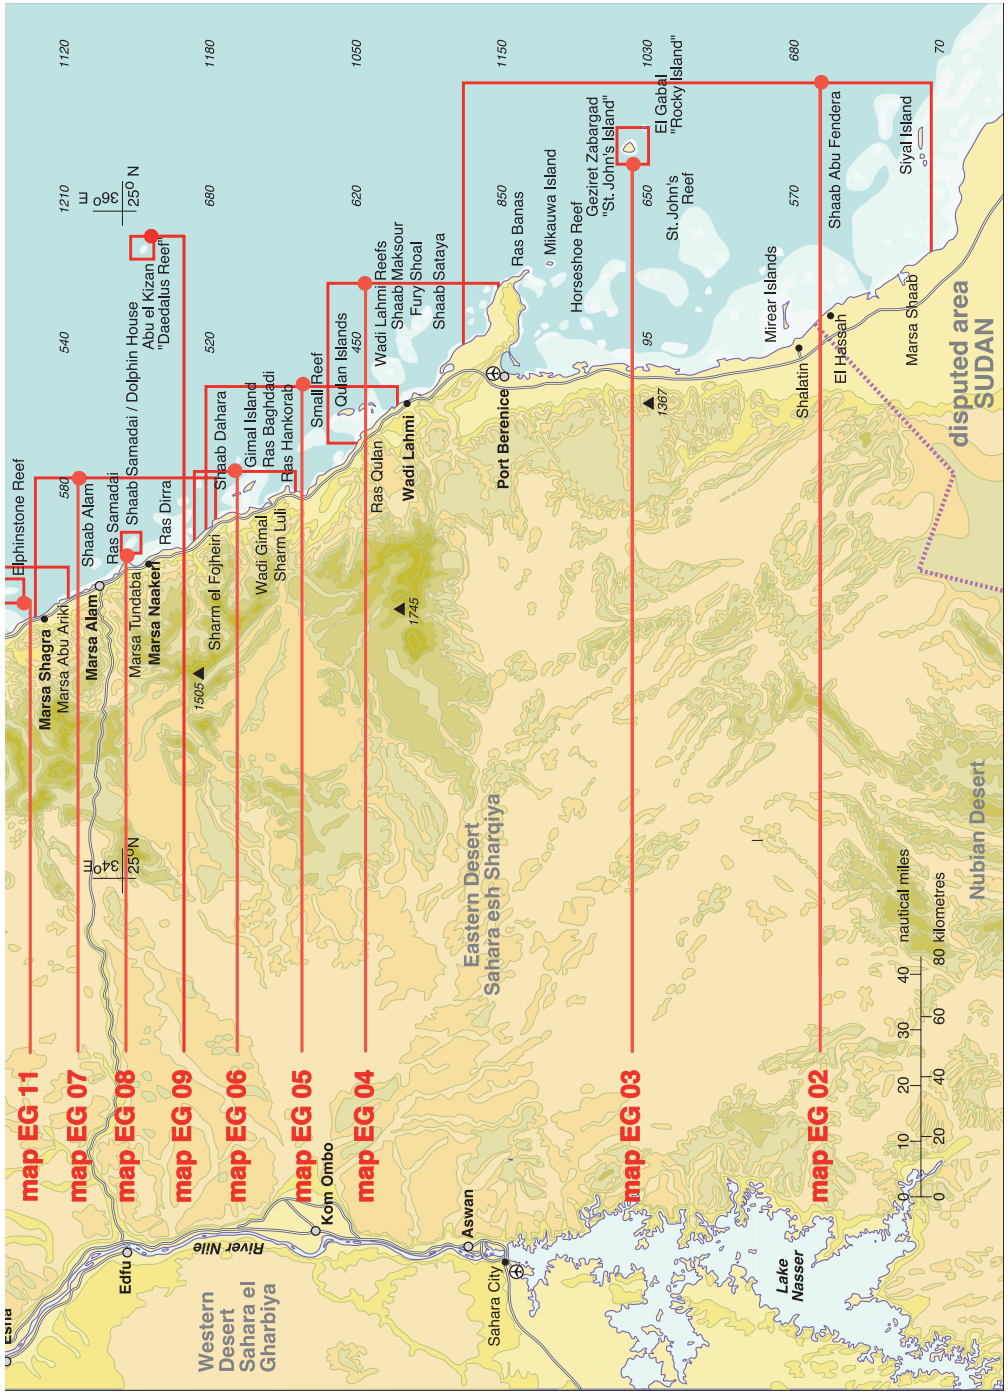 1120
1180
1050
1150
1030
680
70
1210
680
620
850
650
570
540
520
450
95
580
36° E
25° N
34° E
25° N
Elphinstone Reef
Shaab Alam
Ras Samadai
Shaab Samadai / Dolphin House
Abu el Kizan
"Daedalus Reef"
Ras Dirra
Shaab Dahara
Gimal Island
Ras Baghdadi
Ras Hankorab
Small Reef
Qulan Islands
Wadi Lahmi Reefs
Shaab Maksour
Fury Shoal
Shaab Sataya
Ras Banas
Mikauwa Island
Horseshoe Reef
Geziret Zabargad
"St. John's Island"
El Gabal
"Rocky Island"
St. John's
Reef
Mirear Islands
Shaab Abu Fendera
Siyal Island
Marsa Shagra
Marsa Abu Ariki
Marsa Alam
Marsa Tundaba
Marsa Naakeri
Sharm el Fojheiri
Wadi Gimal
Sharm Luli
Ras Qulan
Wadi Lahmi
Port Berenice
Shalatin
El Hassah
Marsa Shaab
disputed area
SUDAN
1505
1745
1367
Eastern Desert
Sahara esh Sharqiya
Nubian Desert
nautical miles
0 10 20 30 40
0 20 40 60 80 kilometres
map EG 11
map EG 07
map EG 08
map EG 09
map EG 06
map EG 05
map EG 04
map EG 03
map EG 02
Esna
Edfu
River Nile
Kom Ombo
Aswan
Sahara City
Lake
Nasser
Western
Desert
Sahara el
Gharbiya